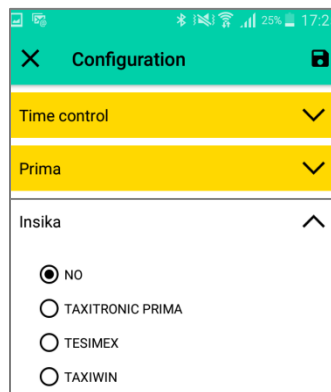 25% 17:2
Configuration
Time control
Prima
Insika
NO
TAXITRONIC PRIMA
TESIMEX
TAXIWIN